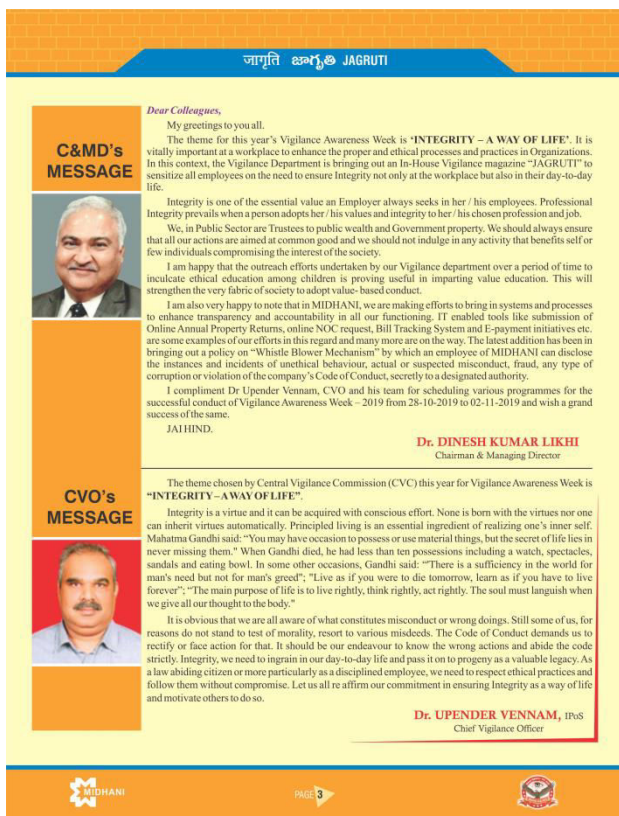 जागृति జాగృతి JAGRUTI
C&MD's
MESSAGE
Dear Colleagues,
My greetings to you all.
The theme for this year's Vigilance Awareness Week is 'INTEGRITY – A WAY OF LIFE'. It is
vitally important at a workplace to enhance the proper and ethical processes and practices in Organizations.
In this context, the Vigilance Department is bringing out an In-House Vigilance magazine "JAGRUTI" to
sensitize all employees on the need to ensure Integrity not only at the workplace but also in their day-to-day
life.
Integrity is one of the essential value an Employer always seeks in her / his employees. Professional
Integrity prevails when a person adopts her / his values and integrity to her / his chosen profession and job.
We, in Public Sector are Trustees to public wealth and Government property. We should always ensure
that all our actions are aimed at common good and we should not indulge in any activity that benefits self or
few individuals compromising the interest of the society.
I am happy that the outreach efforts undertaken by our Vigilance department over a period of time to
inculcate ethical education among children is proving useful in imparting value education. This will
strengthen the very fabric of society to adopt value- based conduct.
I am also very happy to note that in MIDHANI, we are making efforts to bring in systems and processes
to enhance transparency and accountability in all our functioning. IT enabled tools like submission of
Online Annual Property Returns, online NOC request, Bill Tracking System and E-payment initiatives etc.
are some examples of our efforts in this regard and many more are on the way. The latest addition has been in
bringing out a policy on "Whistle Blower Mechanism" by which an employee of MIDHANI can disclose
the instances and incidents of unethical behaviour, actual or suspected misconduct, fraud, any type of
corruption or violation of the company's Code of Conduct, secretly to a designated authority.
I compliment Dr Upender Vennam, CVO and his team for scheduling various programmes for the
successful conduct of Vigilance Awareness Week – 2019 from 28-10-2019 to 02-11-2019 and wish a grand
success of the same.
JAI HIND.
Dr. DINESH KUMAR LIKHI
Chairman & Managing Director
CVO's
MESSAGE
The theme chosen by Central Vigilance Commission (CVC) this year for Vigilance Awareness Week is
"INTEGRITY – A WAY OF LIFE".
Integrity is a virtue and it can be acquired with conscious effort. None is born with the virtues nor one
can inherit virtues automatically. Principled living is an essential ingredient of realizing one's inner self.
Mahatma Gandhi said: "You may have occasion to possess or use material things, but the secret of life lies in
never missing them." When Gandhi died, he had less than ten possessions including a watch, spectacles,
sandals and eating bowl. In some other occasions, Gandhi said: "'There is a sufficiency in the world for
man's need but not for man's greed"; "Live as if you were to die tomorrow, learn as if you have to live
forever"; "The main purpose of life is to live rightly, think rightly, act rightly. The soul must languish when
we give all our thought to the body."
It is obvious that we are all aware of what constitutes misconduct or wrong doings. Still some of us, for
reasons do not stand to test of morality, resort to various misdeeds. The Code of Conduct demands us to
rectify or face action for that. It should be our endeavour to know the wrong actions and abide the code
strictly. Integrity, we need to ingrain in our day-to-day life and pass it on to progeny as a valuable legacy. As
a law abiding citizen or more particularly as a disciplined employee, we need to respect ethical practices and
follow them without compromise. Let us all re affirm our commitment in ensuring Integrity as a way of life
and motivate others to do so.
Dr. UPENDER VENNAM, IPoS
Chief Vigilance Officer
MIDHANI
PAGE 3